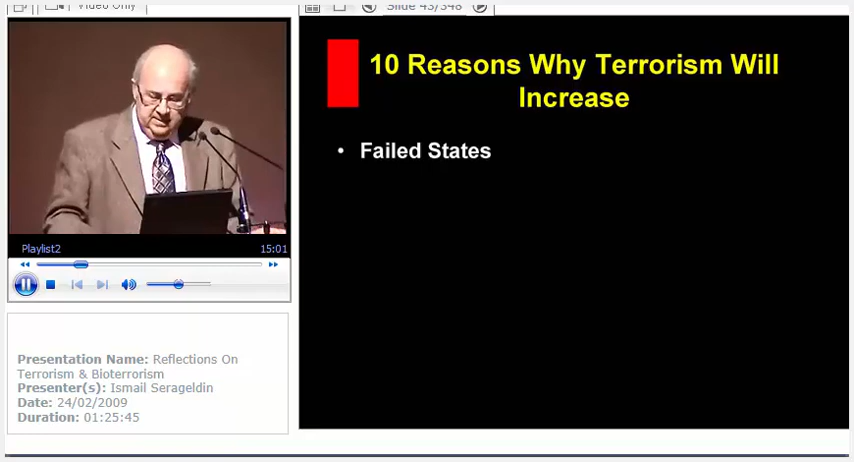 Video Only
Slide 43/348
10 Reasons Why Terrorism Will
Increase
• Failed States
Playlist2
15:01
Presentation Name: Reflections On
Terrorism & Bioterrorism
Presenter(s): Ismail Serageldin
Date: 24/02/2009
Duration: 01:25:45